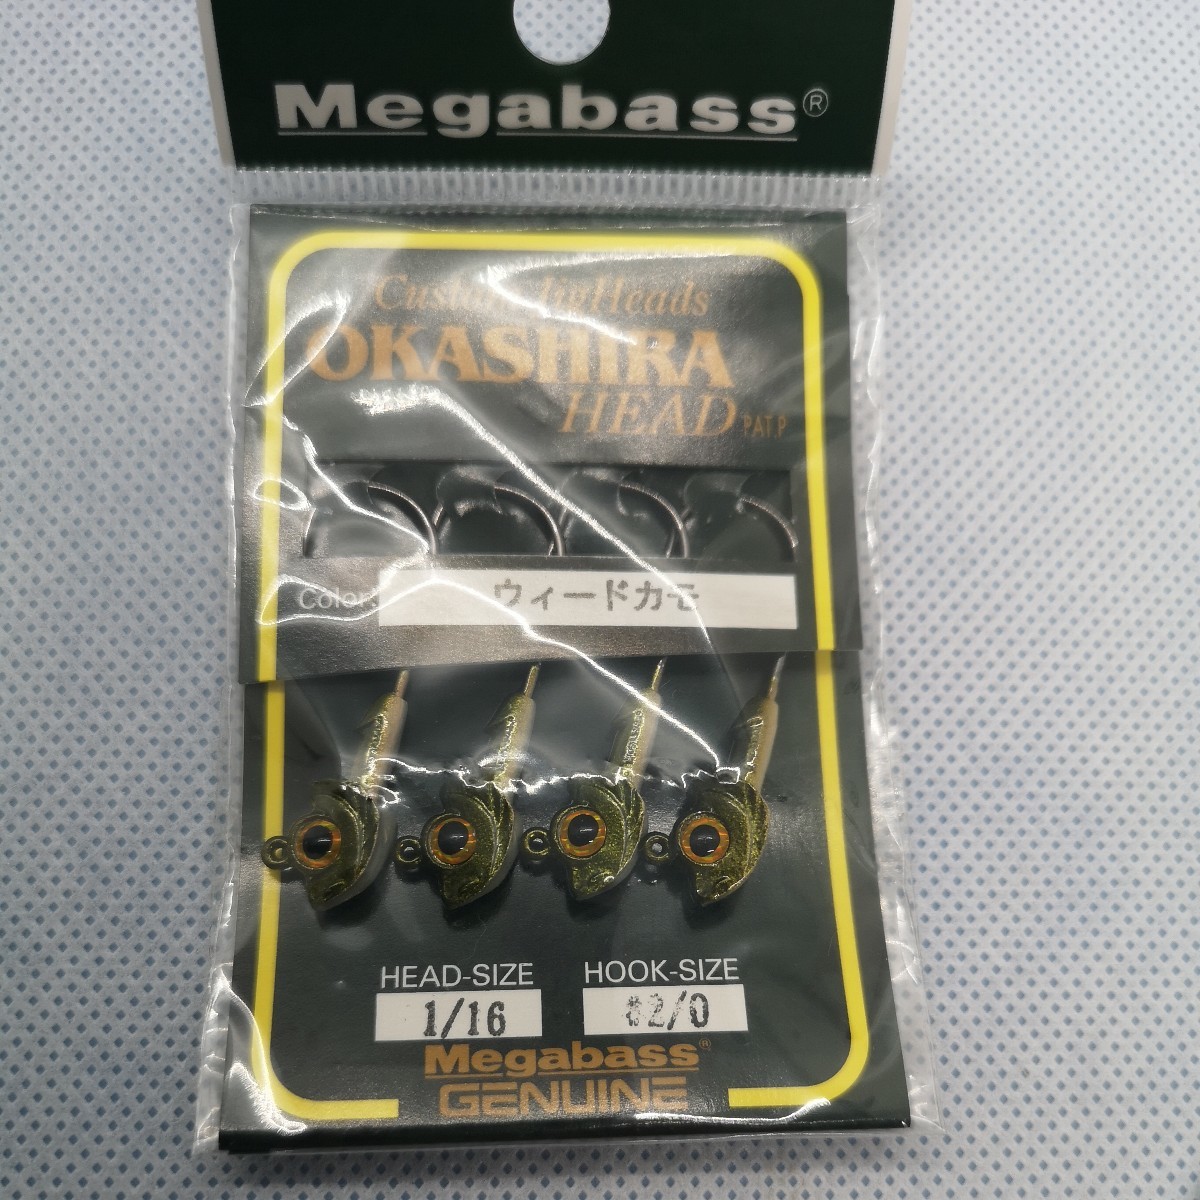 Megabass®
Custom JigHeads
OKASHIRA
HEAD PAT.P
Color: ウィードカモ
HEAD-SIZE HOOK-SIZE
1/16 #2/0
Megabass®
GENUINE